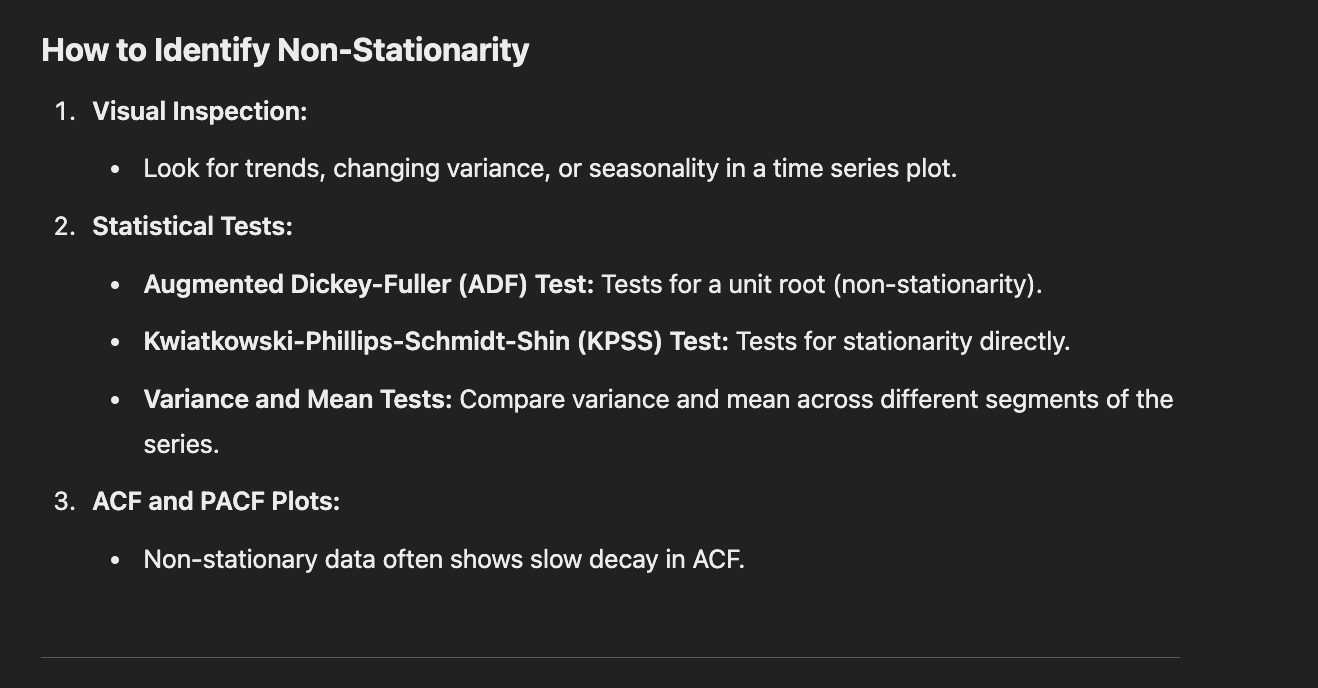 How to Identify Non-Stationarity
1. Visual Inspection:
• Look for trends, changing variance, or seasonality in a time series plot.
2. Statistical Tests:
• Augmented Dickey-Fuller (ADF) Test: Tests for a unit root (non-stationarity).
• Kwiatkowski-Phillips-Schmidt-Shin (KPSS) Test: Tests for stationarity directly.
• Variance and Mean Tests: Compare variance and mean across different segments of the
series.
3. ACF and PACF Plots:
• Non-stationary data often shows slow decay in ACF.